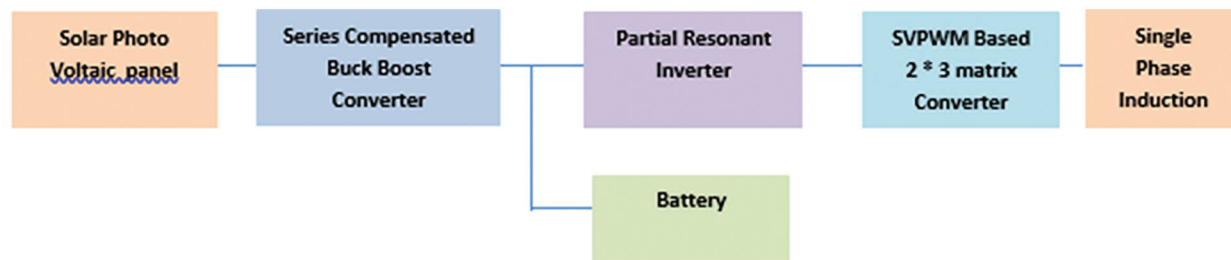 Solar Photo
Voltaic panel
Series Compensated
Buck Boost
Converter
Partial Resonant
Inverter
SVPWM Based
2 * 3 matrix
Converter
Single
Phase
Induction
Battery